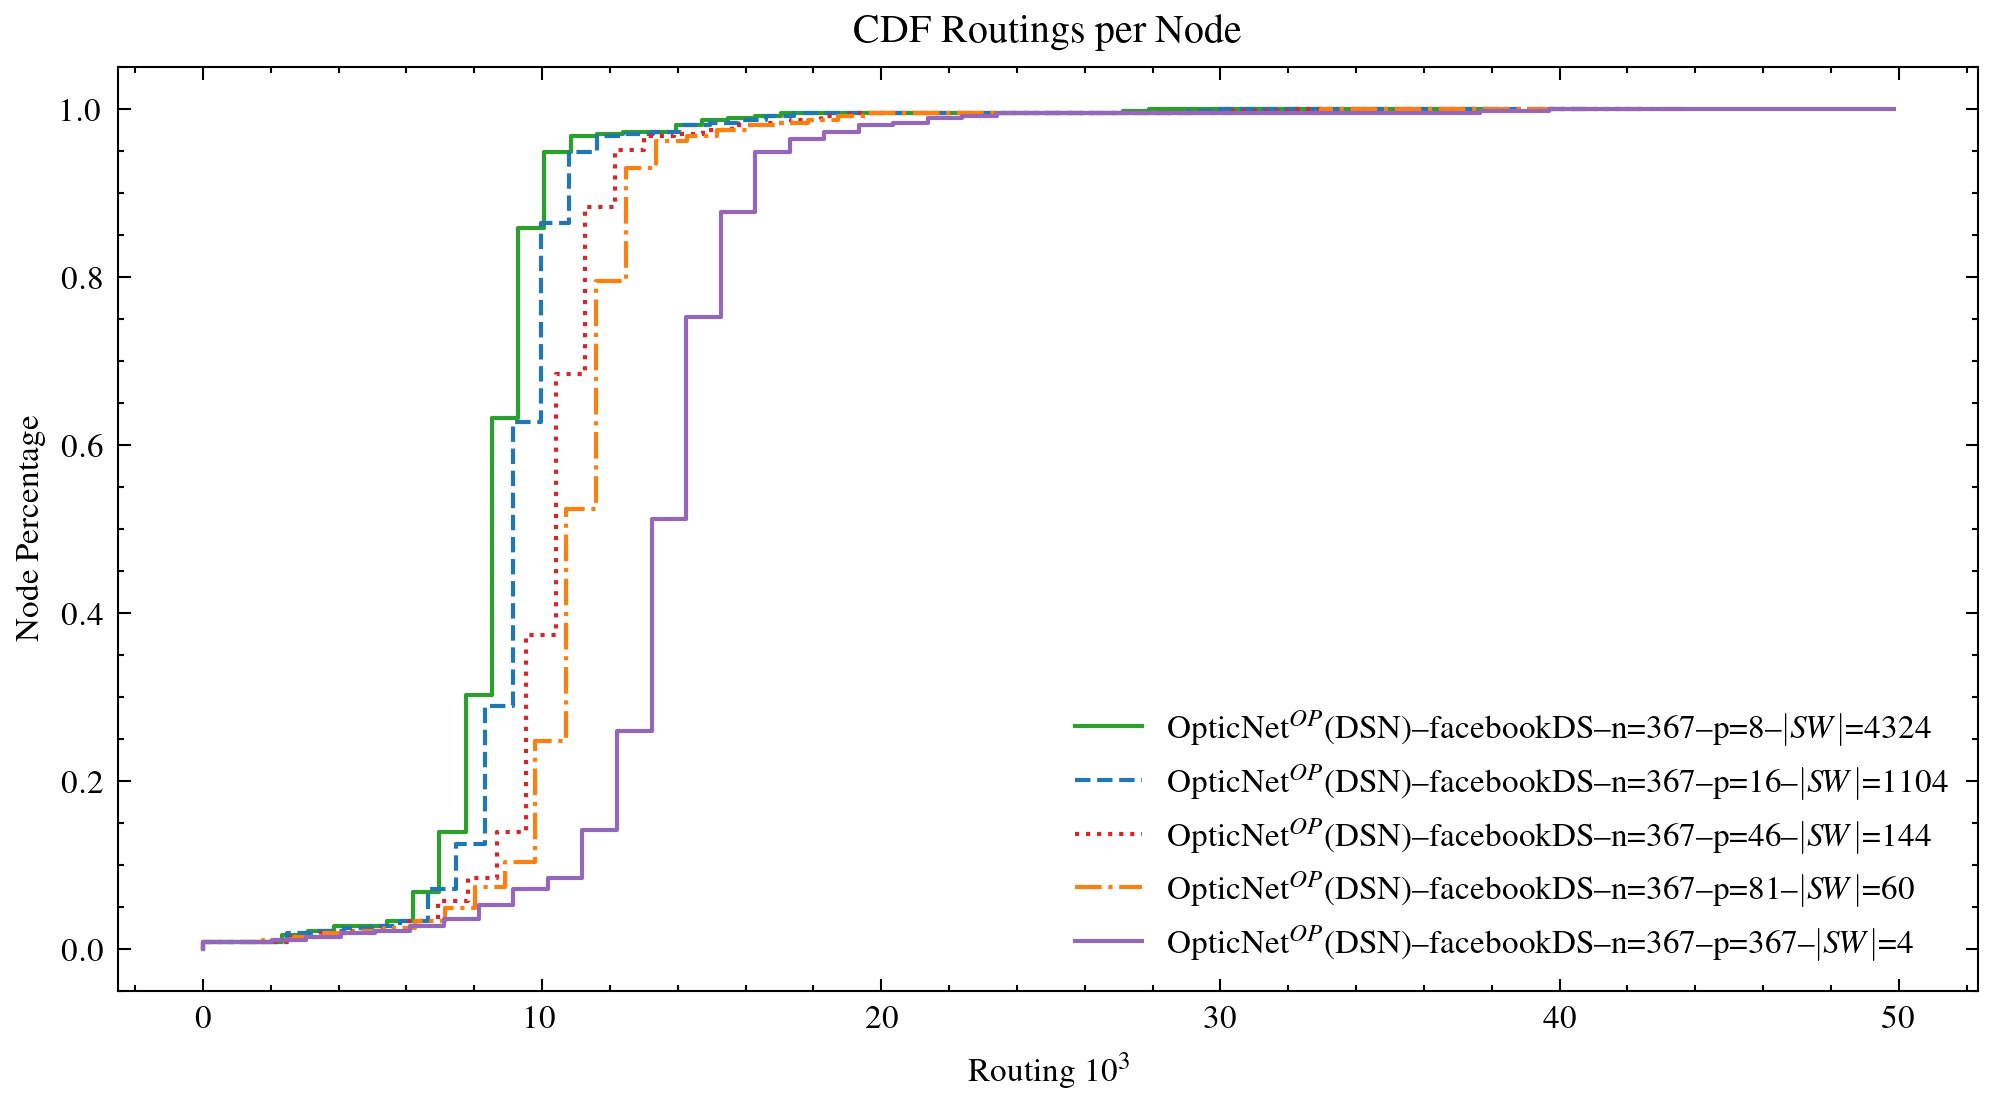 CDF Routings per Node
1.0
0.8
0.6
0.4
0.2
0.0
Node Percentage
OpticNet^OP(DSN)–facebookDS–n=367–p=8–|SW|=4324
OpticNet^OP(DSN)–facebookDS–n=367–p=16–|SW|=1104
OpticNet^OP(DSN)–facebookDS–n=367–p=46–|SW|=144
OpticNet^OP(DSN)–facebookDS–n=367–p=81–|SW|=60
OpticNet^OP(DSN)–facebookDS–n=367–p=367–|SW|=4
0 10 20 30 40 50
Routing 10³